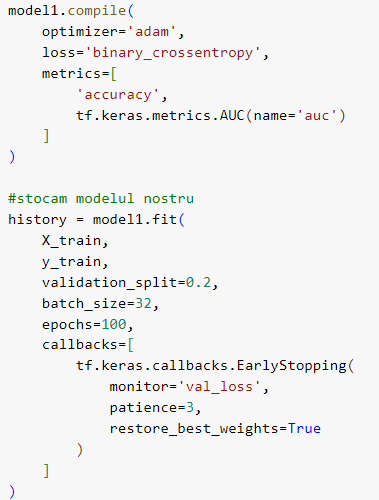 model1.compile(
    optimizer='adam',
    loss='binary_crossentropy',
    metrics=[
        'accuracy',
        tf.keras.metrics.AUC(name='auc')
    ]
)

#stocam modelul nostru
history = model1.fit(
    X_train,
    y_train,
    validation_split=0.2,
    batch_size=32,
    epochs=100,
    callbacks=[
        tf.keras.callbacks.EarlyStopping(
            monitor='val_loss',
            patience=3,
            restore_best_weights=True
        )
    ]
)